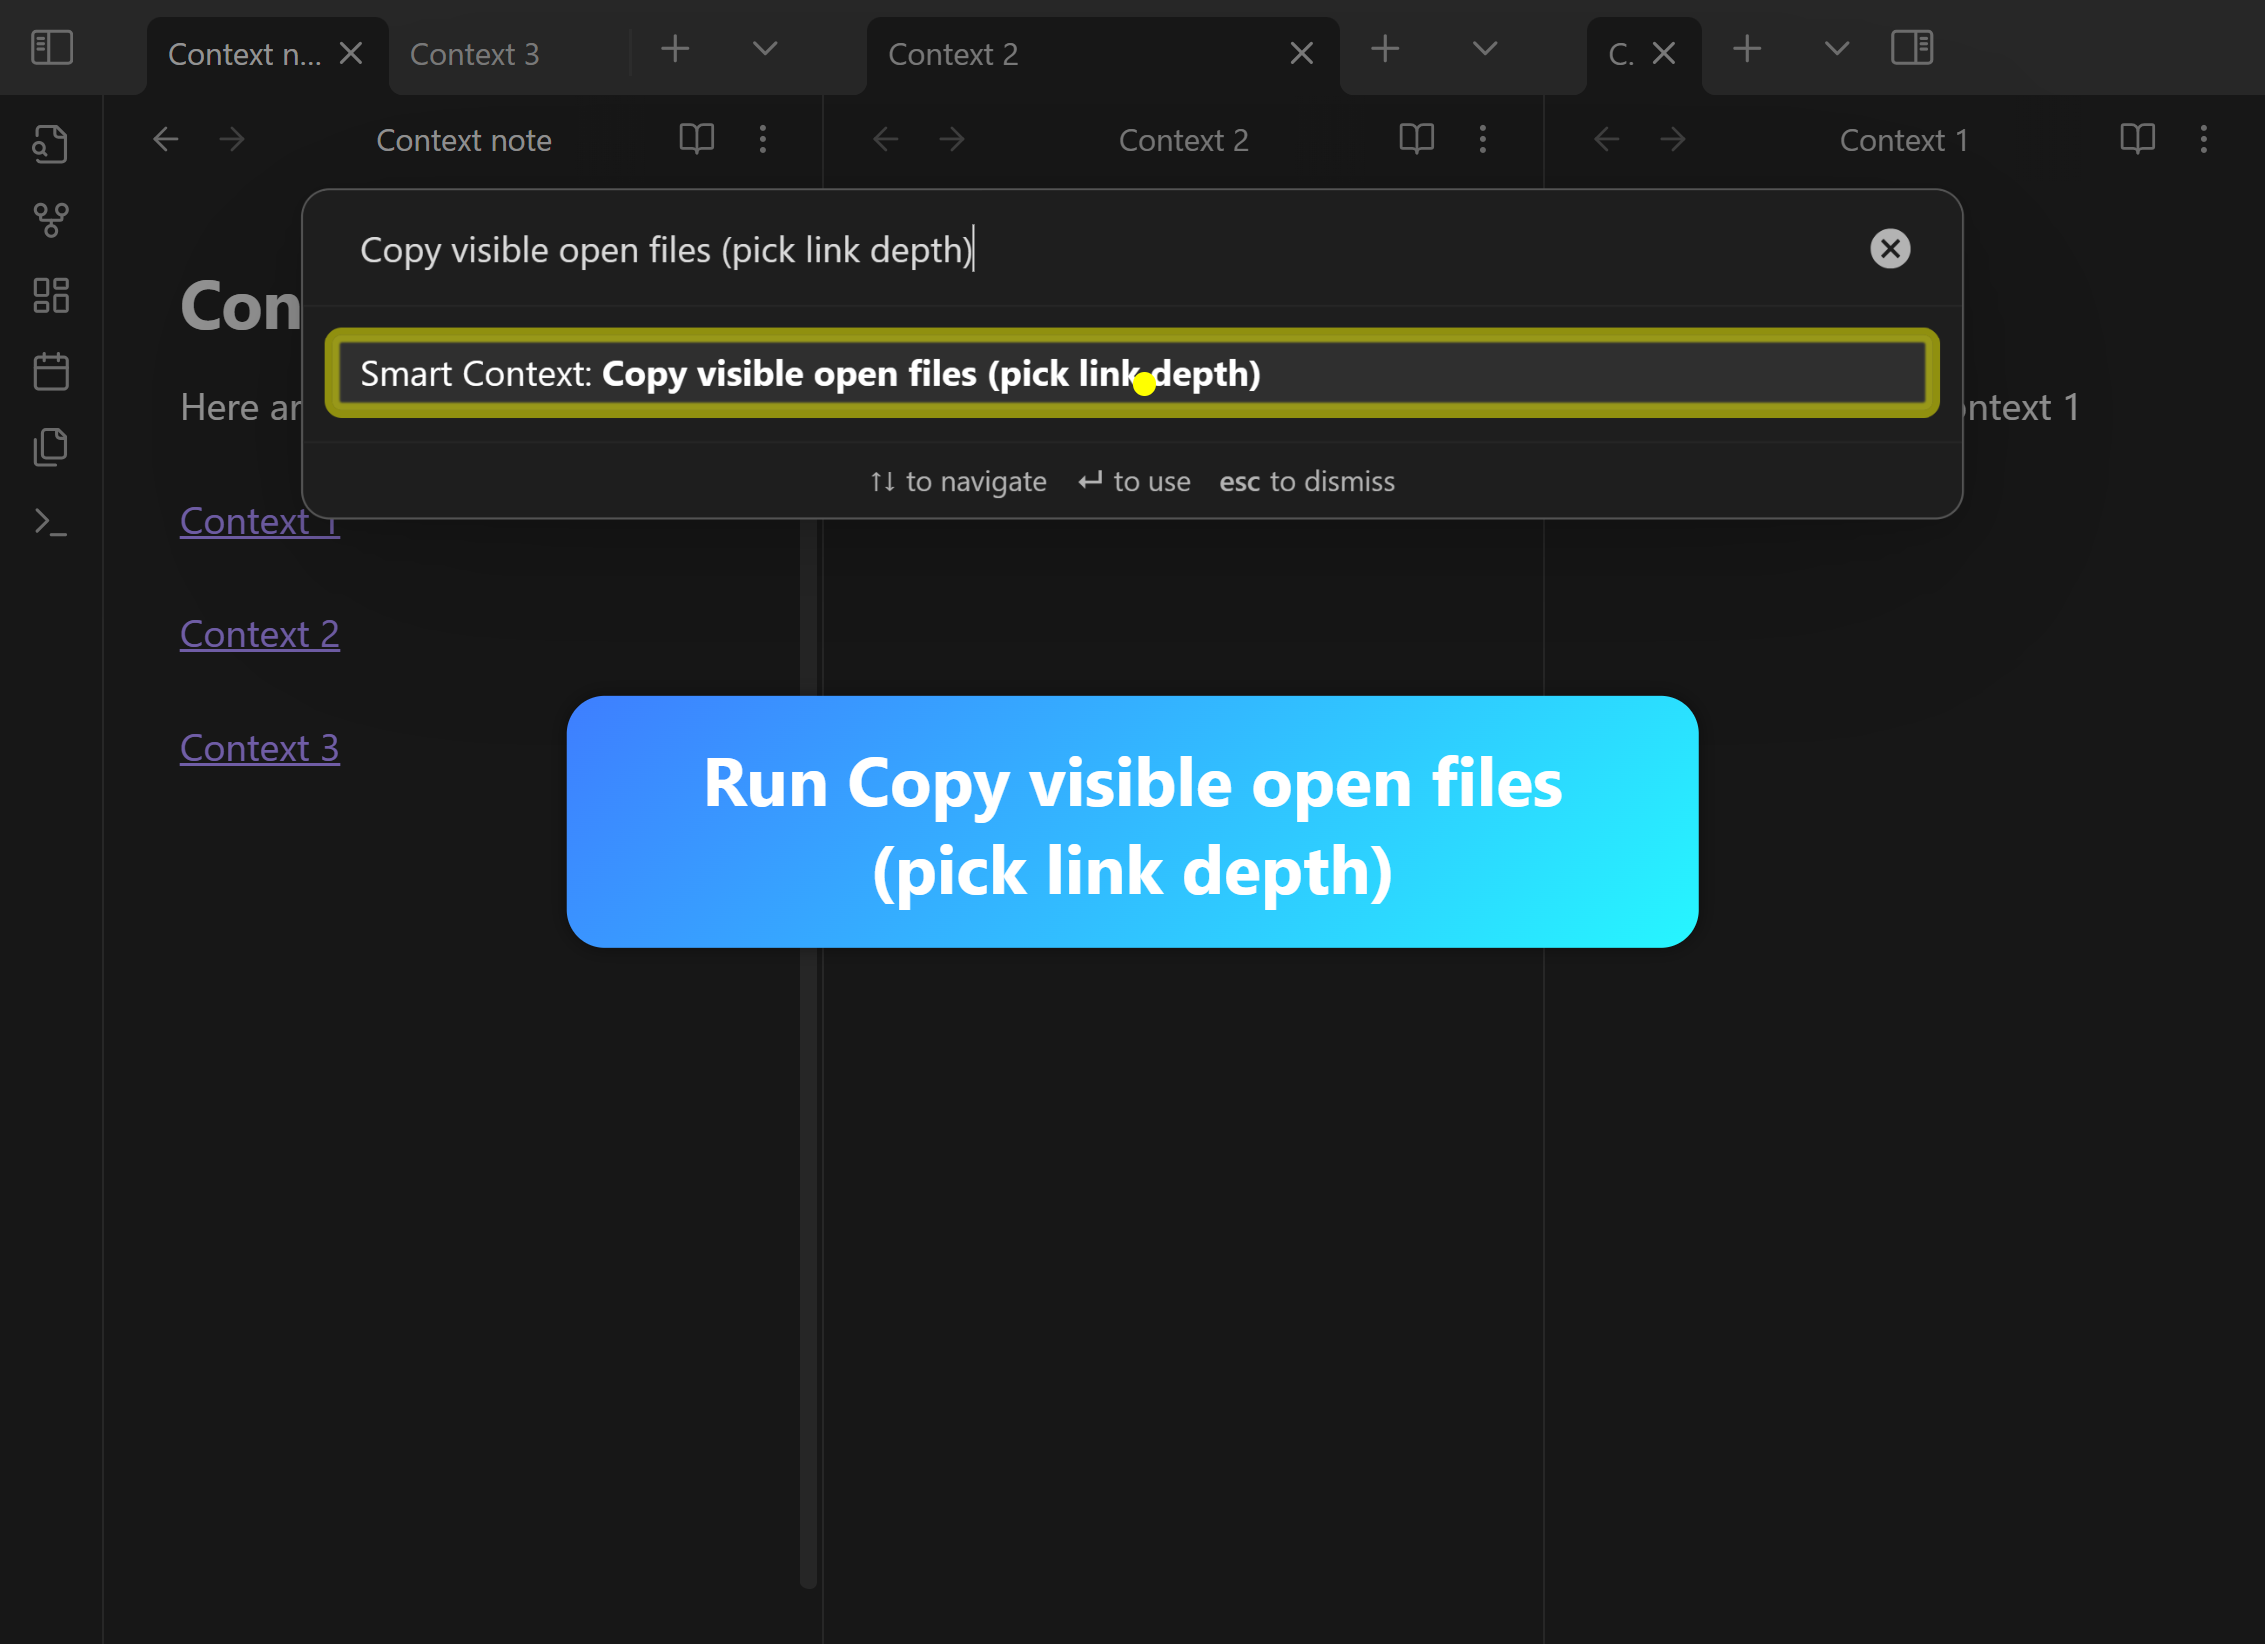 Context n...
Context 3
Context 2
C.
Context note
Context 2
Context 1
Copy visible open files (pick link depth)
Con
Smart Context: Copy visible open files (pick link depth)
Here ar
ntext 1
↑↓ to navigate ↵ to use esc to dismiss
Context 1
Context 2
Context 3
Run Copy visible open files
(pick link depth)